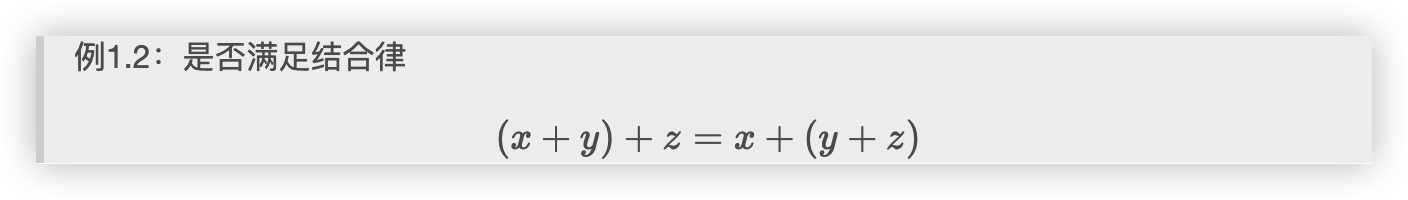 例1.2：是否满足结合律
(x + y) + z = x + (y + z)